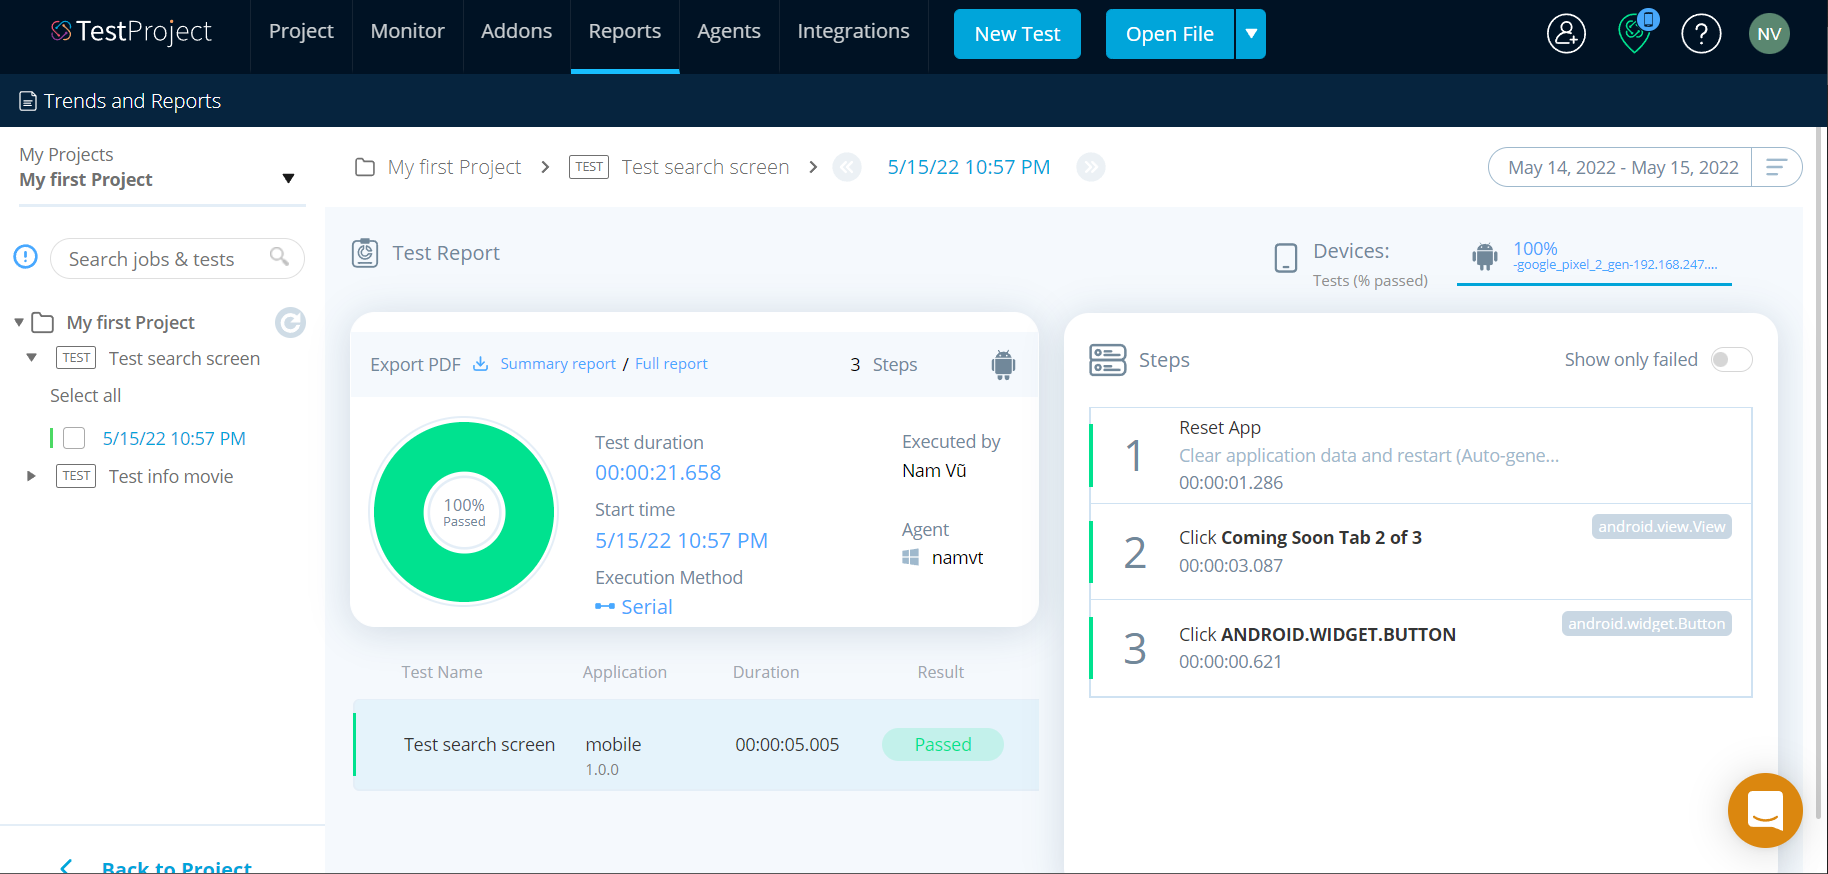 TestProject
Project Monitor Addons Reports Agents Integrations New Test Open File NV
Trends and Reports
My Projects
My first Project
My first Project TEST Test search screen 5/15/22 10:57 PM May 14, 2022 - May 15, 2022
Search jobs & tests
My first Project
TEST Test search screen
Select all
5/15/22 10:57 PM
TEST Test info movie
Back to Project
Test Report
Devices:
Tests (% passed)
100%
-google_pixel_2_gen-192.168.247....
Export PDF Summary report / Full report 3 Steps
100%
Passed
Test duration
00:00:21.658
Start time
5/15/22 10:57 PM
Execution Method
Serial
Executed by
Nam Vũ
Agent
namvt
Test Name Application Duration Result
Test search screen mobile 00:00:05.005 Passed
1.0.0
Steps Show only failed
1
Reset App
Clear application data and restart (Auto-gene...
00:00:01.286
2
android.view.View
Click Coming Soon Tab 2 of 3
00:00:03.087
3
android.widget.Button
Click ANDROID.WIDGET.BUTTON
00:00:00.621